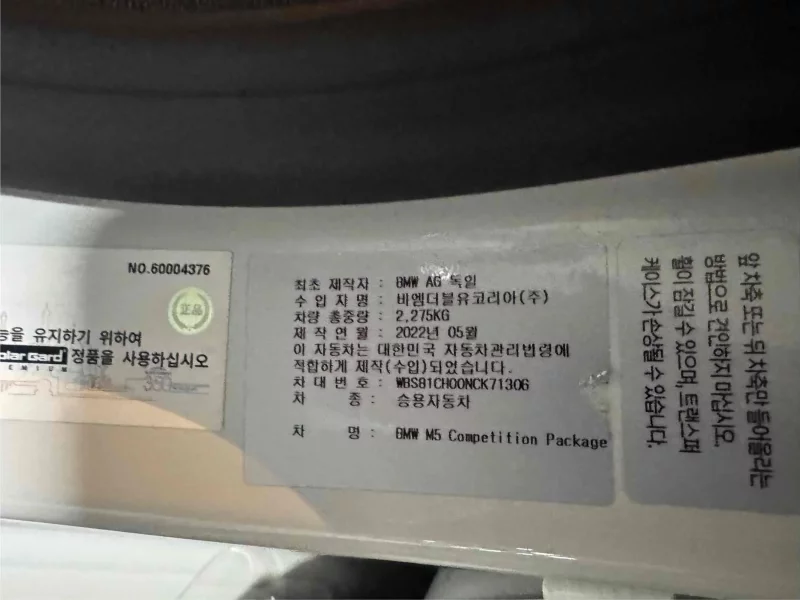 NO.60004376
능을 유지하기 위하여
olar Gard 정품을 사용하십시오
PREMIUM
최초 제작자 : BMW AG 독일
수 입 자 명 : 바엠더블유코리아(주)
차량 총중량 : 2,275KG
제 작 연 월 : 2022년 05월
이 자동차는 대한민국 자동차관리법령에
적합하게 제작(수입)되었습니다.
차 대 번 호 : WBS81CH00NCK71306
차 종 : 승용자동차
차 명 : BMW M5 Competition Package
앞 차축 또는 뒤 차축만 들어올리는
방법으로 견인하지 마십시오.
휠이 잠길 수 있으며, 트랜스퍼
케이스가 손상될 수 있습니다.